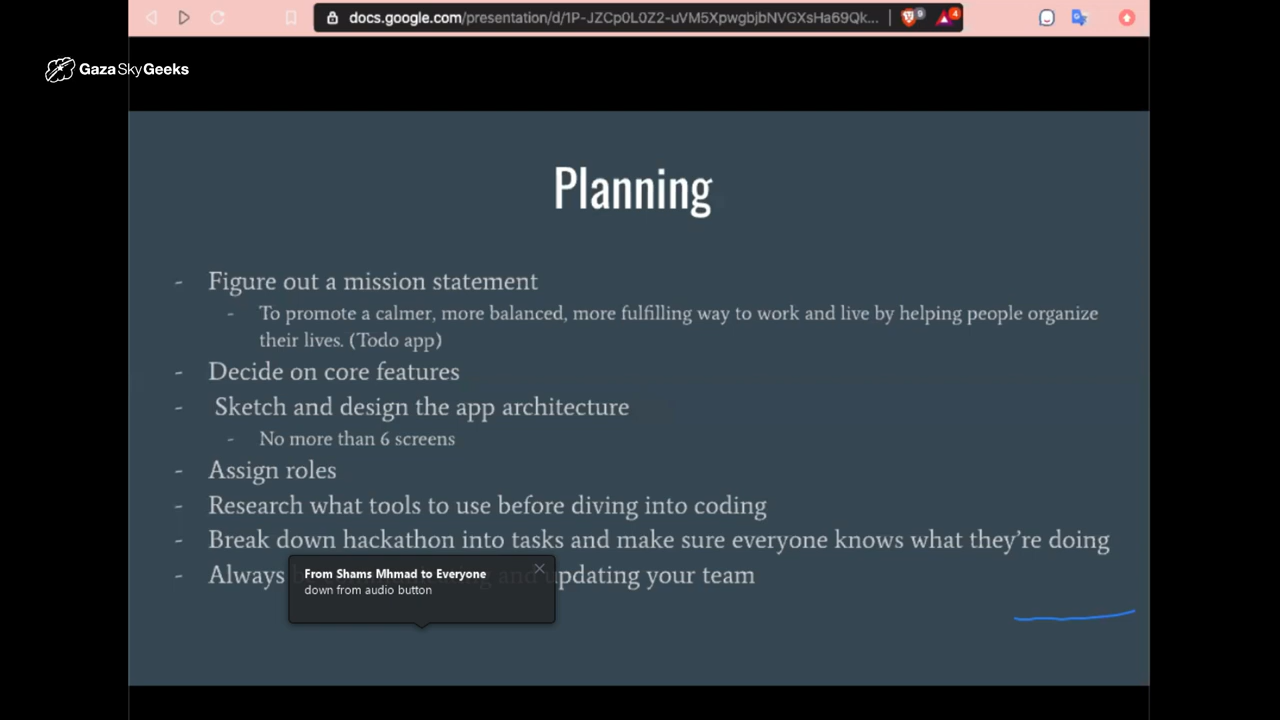 docs.google.com/presentation/d/1P-JZCp0L0Z2-uVM5XpwgbjbNVGXsHa69Qk...
9
4
GazaSkyGeeks
Planning
- Figure out a mission statement
- To promote a calmer, more balanced, more fulfilling way to work and live by helping people organize
their lives. (Todo app)
- Decide on core features
- Sketch and design the app architecture
- No more than 6 screens
- Assign roles
- Research what tools to use before diving into coding
- Break down hackathon into tasks and make sure everyone knows what they're doing
- Always and updating your team
From Shams Mhmad to Everyone
down from audio button